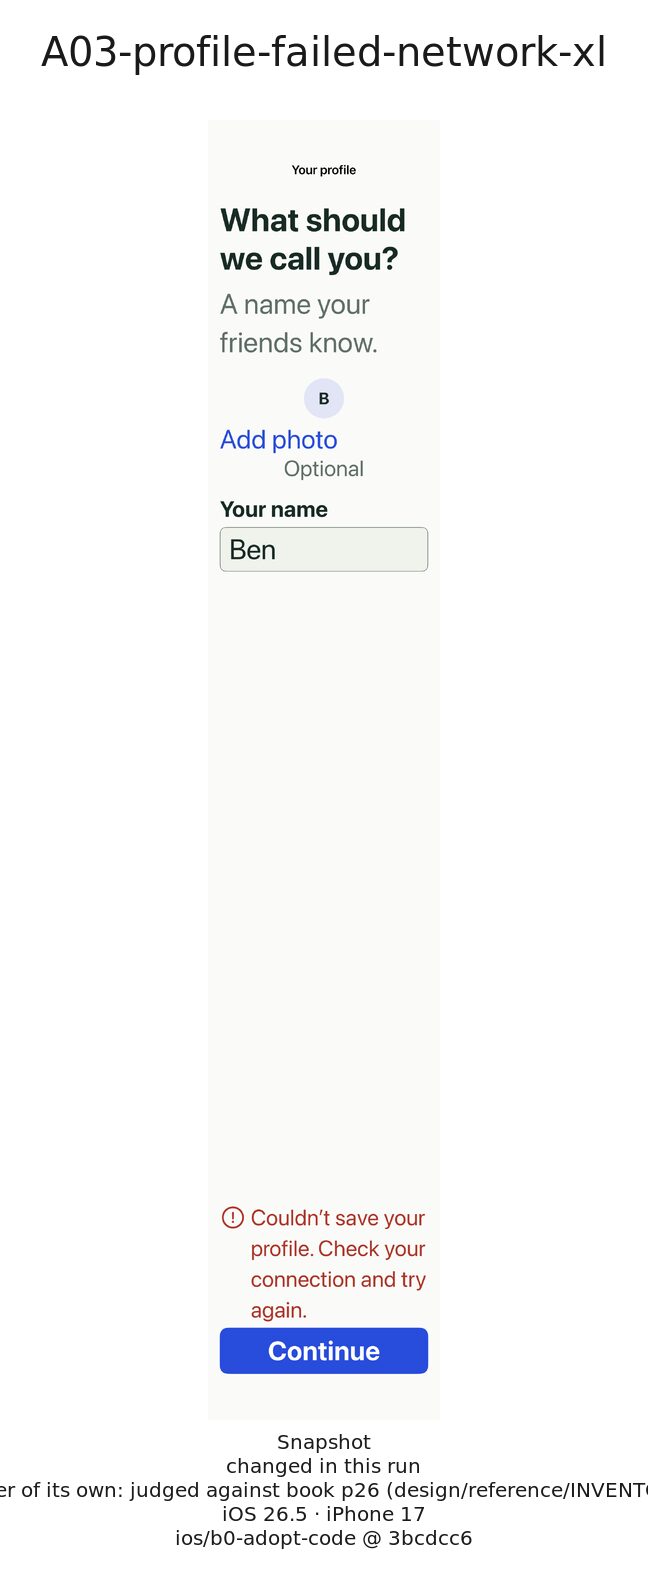 A03-profile-failed-network-xl
Your profile
What should
we call you?
A name your
friends know.
B
Add photo
Optional
Your name
Ben
Couldn’t save your
profile. Check your
connection and try
again.
Continue
Snapshot
changed in this run
of its own: judged against book p26 (design/reference/
iOS 26.5 · iPhone 17
ios/b0-adopt-code @ 3bcdcc6